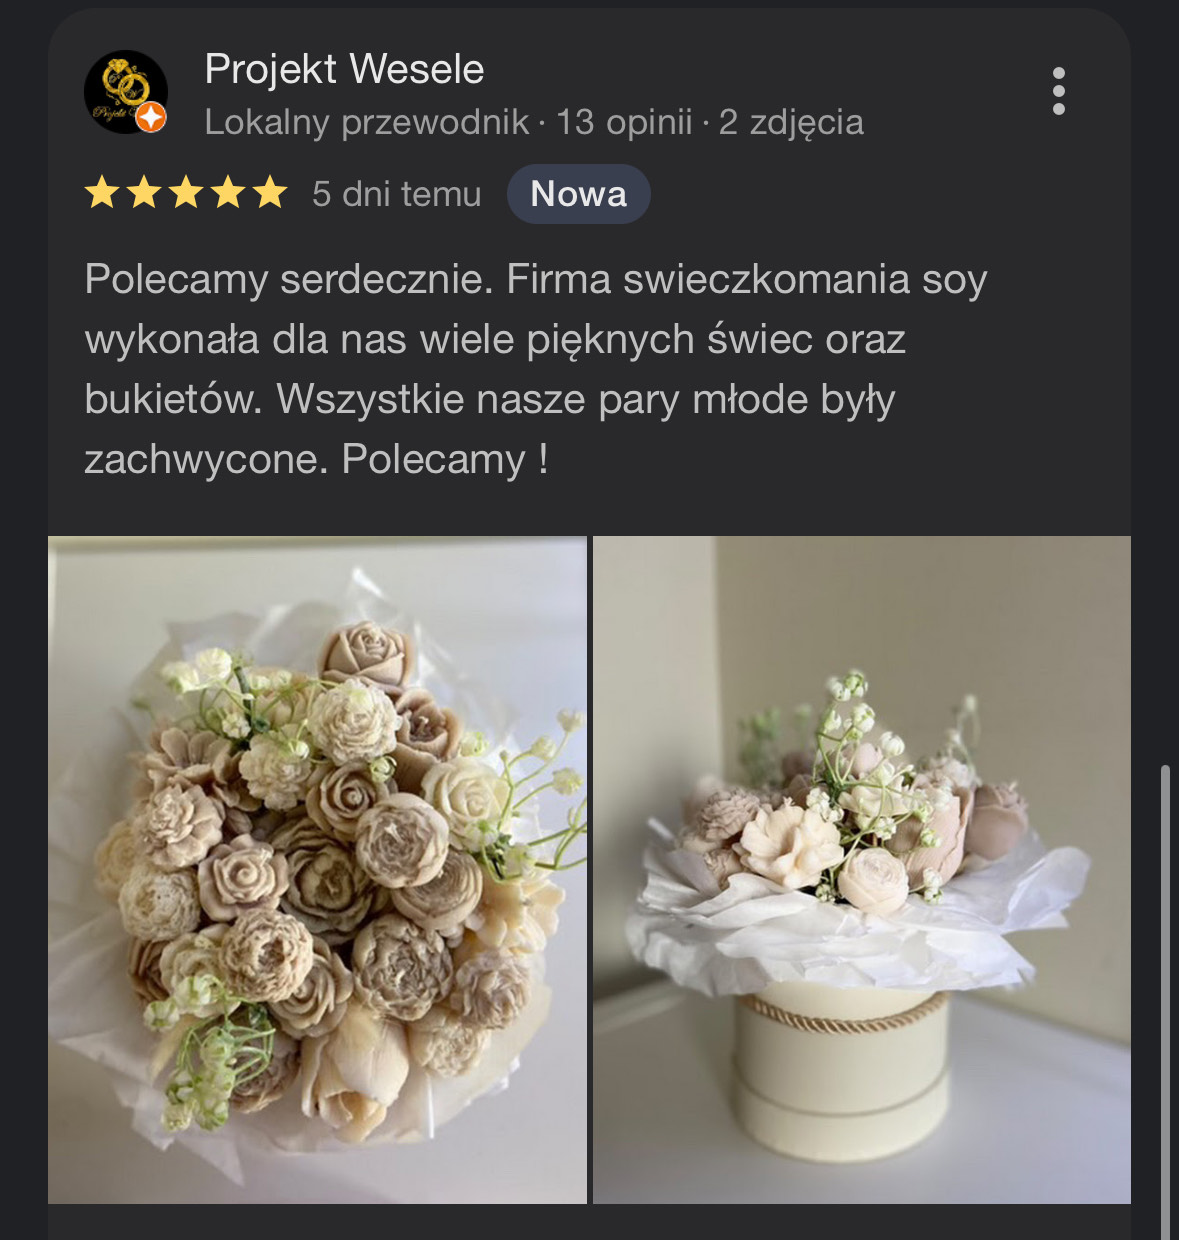 Projekt Wesele
Lokalny przewodnik · 13 opinii · 2 zdjęcia
5 dni temu Nowa
Polecamy serdecznie. Firma swieczkomania soy
wykonała dla nas wiele pięknych świec oraz
bukietów. Wszystkie nasze pary młode były
zachwycone. Polecamy !